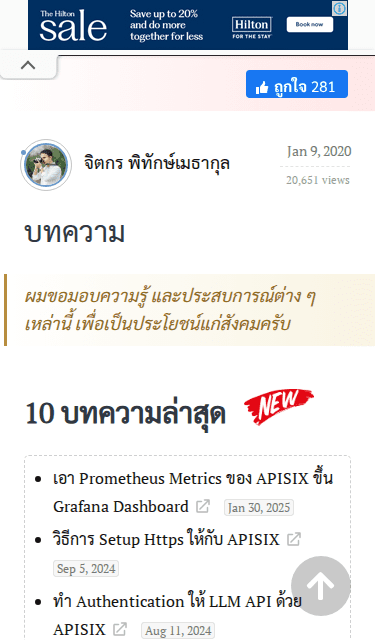 The Hilton
sale
Save up to 20%
and do more
together for less
Hilton
FOR THE STAY
Book now
ถูกใจ 281
จิตกร พิทักษ์เมธากุล
Jan 9, 2020
20,651 views
บทความ
ผมขอมอบความรู้ และประสบการณ์ต่าง ๆ
เหล่านี้ เพื่อเป็นประโยชน์แก่สังคมครับ
10 บทความล่าสุด NEW
เอา Prometheus Metrics ของ APISIX ขึ้น
Grafana Dashboard Jan 30, 2025
วิธีการ Setup Https ให้กับ APISIX
Sep 5, 2024
ทำ Authentication ให้ LLM API ด้วย
APISIX Aug 11, 2024